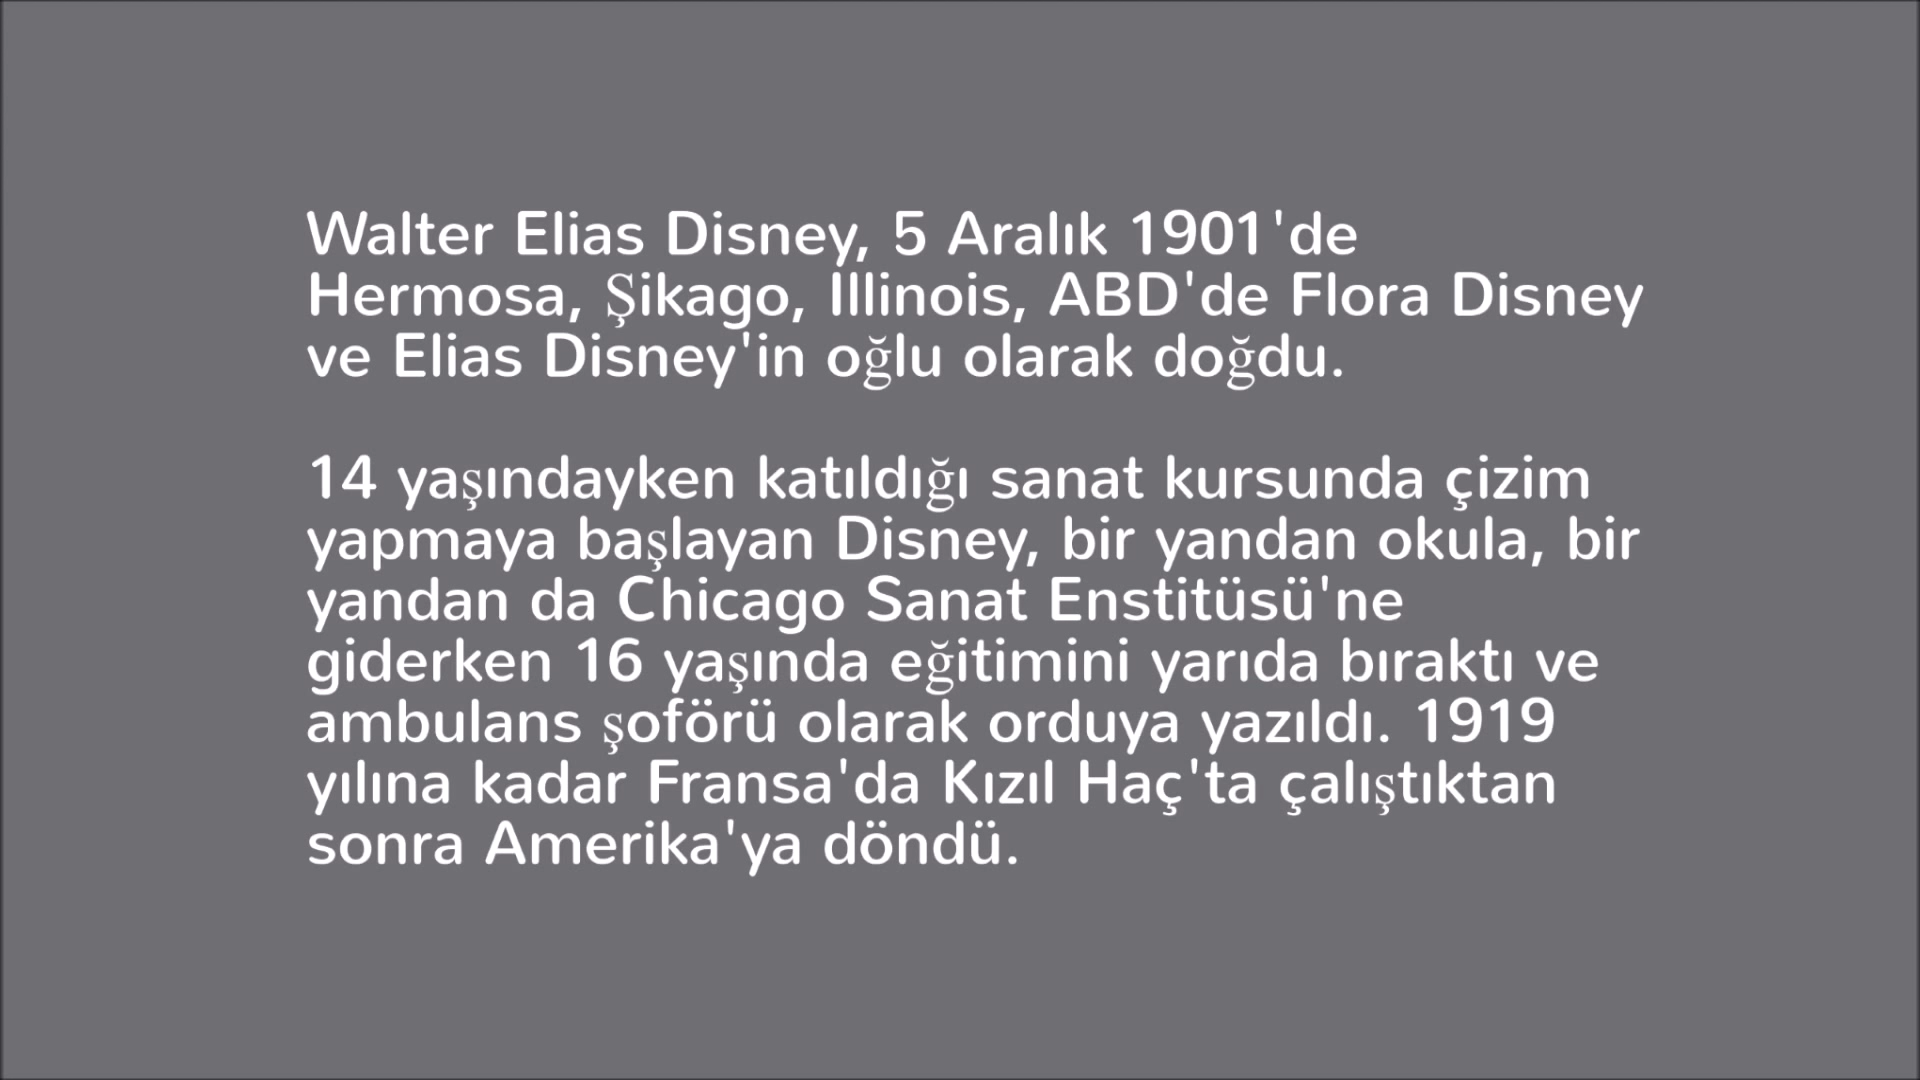 Walter Elias Disney, 5 Aralık 1901'de
Hermosa, Şikago, Illinois, ABD'de Flora Disney
ve Elias Disney'in oğlu olarak doğdu.
14 yaşındayken katıldığı sanat kursunda çizim
yapmaya başlayan Disney, bir yandan okula, bir
yandan da Chicago Sanat Enstitüsü'ne
giderken 16 yaşında eğitimini yarıda bıraktı ve
ambulans şoförü olarak orduya yazıldı. 1919
yılına kadar Fransa'da Kızıl Haç'ta çalıştıktan
sonra Amerika'ya döndü.